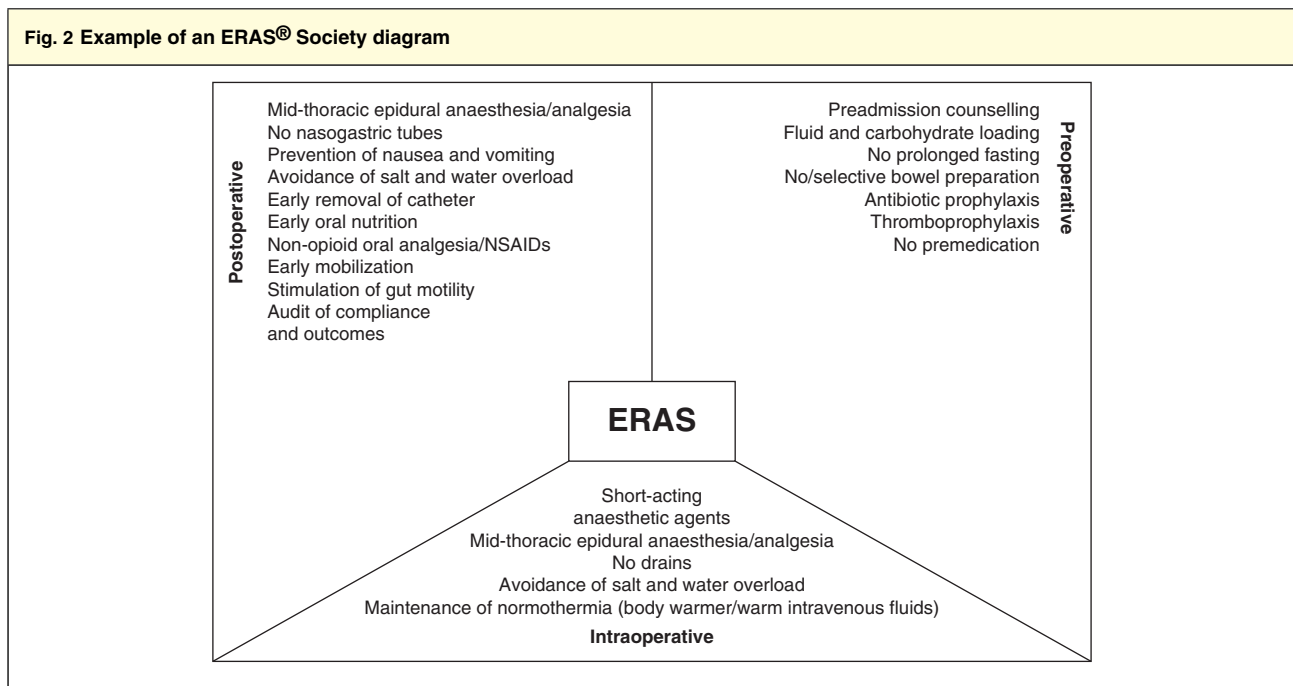 Fig. 2 Example of an ERAS® Society diagram
Postoperative
Mid-thoracic epidural anaesthesia/analgesia
No nasogastric tubes
Prevention of nausea and vomiting
Avoidance of salt and water overload
Early removal of catheter
Early oral nutrition
Non-opioid oral analgesia/NSAIDs
Early mobilization
Stimulation of gut motility
Audit of compliance
and outcomes
Preadmission counselling
Fluid and carbohydrate loading
No prolonged fasting
No/selective bowel preparation
Antibiotic prophylaxis
Thromboprophylaxis
No premedication
Preoperative
ERAS
Short-acting
anaesthetic agents
Mid-thoracic epidural anaesthesia/analgesia
No drains
Avoidance of salt and water overload
Maintenance of normothermia (body warmer/warm intravenous fluids)
Intraoperative